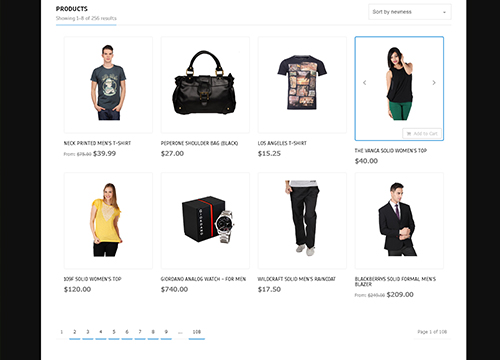 PRODUCTS
Showing 1-8 of 256 results
Sort by newness
Add to Cart
NECK PRINTED MEN'S T-SHIRT
From: $75.99 $39.99
PEPERONE SHOULDER BAG (BLACK)
$27.00
LOS ANGELES T-SHIRT
$15.25
THE VANCA SOLID WOMEN'S TOP
$40.00
109F SOLID WOMEN'S TOP
$120.00
GIORDANO ANALOG WATCH – FOR MEN
$740.00
WILDCRAFT SOLID MEN'S RAINCOAT
$17.50
BLACKBERRYS SOLID FORMAL MEN'S
BLAZER
From: $209.00
1 2 3 4 5 6 7 8 9 ... 108
Page 1 of 108